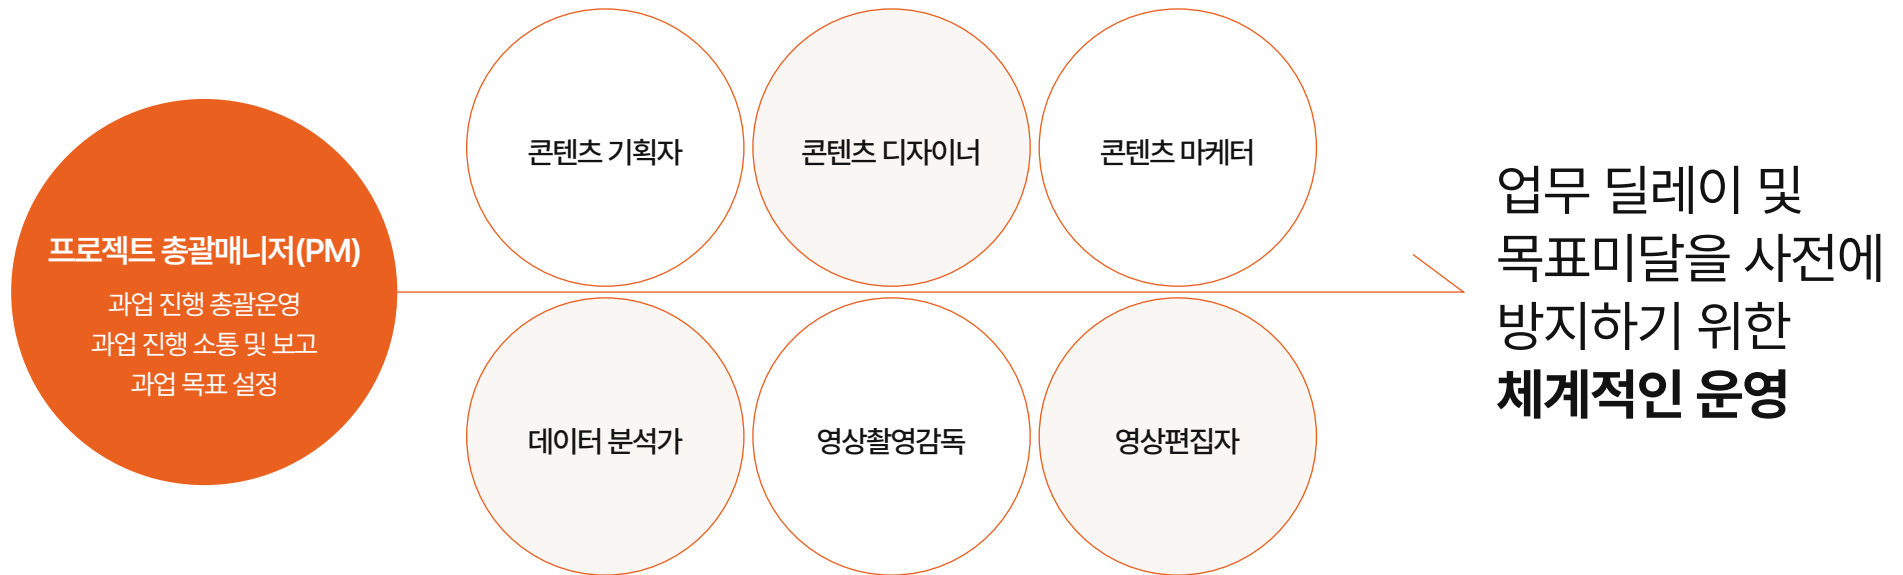 프로젝트 총괄매니저(PM)
과업 진행 총괄운영
과업 진행 소통 및 보고
과업 목표 설정
콘텐츠 기획자
콘텐츠 디자이너
콘텐츠 마케터
데이터 분석가
영상촬영감독
영상편집자
업무 딜레이 및
목표미달을 사전에
방지하기 위한
체계적인 운영